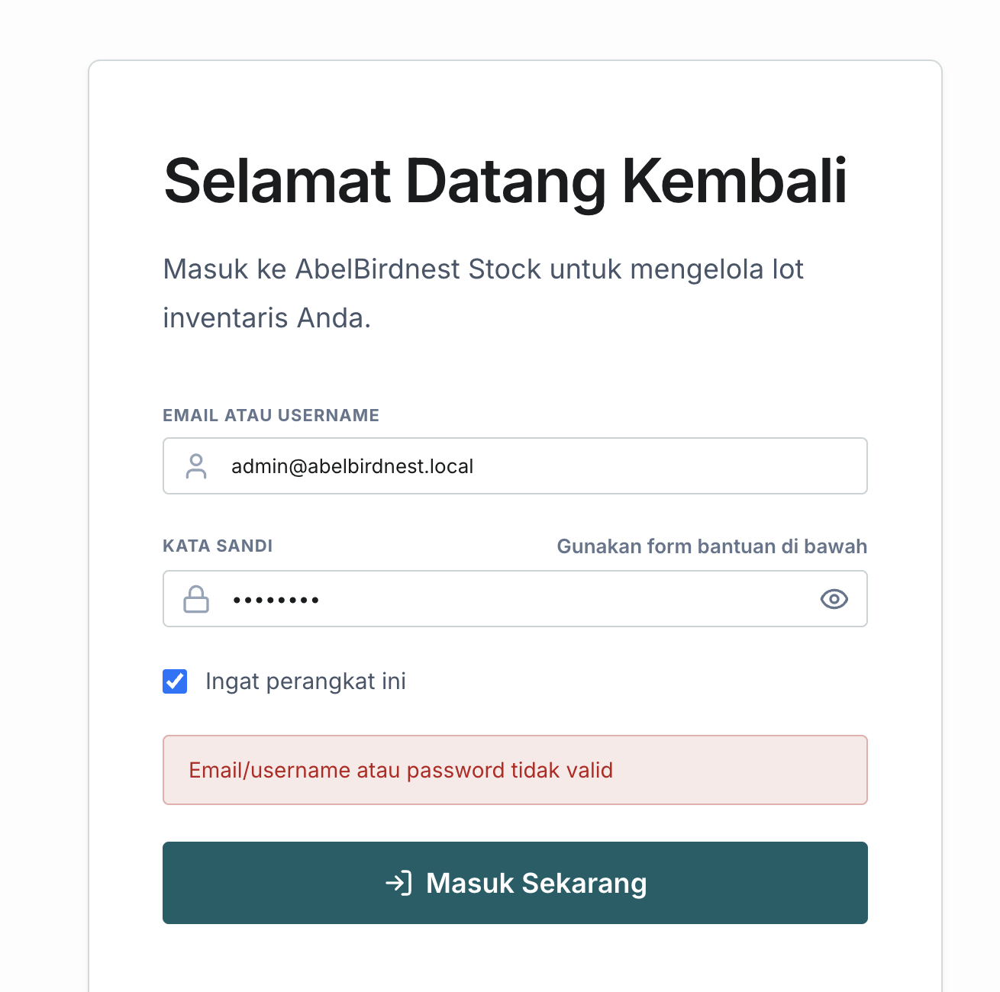 Selamat Datang Kembali
Masuk ke AbelBirdnest Stock untuk mengelola lot
inventaris Anda.
EMAIL ATAU USERNAME
admin@abelbirdnest.local
KATA SANDI
Gunakan form bantuan di bawah
••••••••
Ingat perangkat ini
Email/username atau password tidak valid
Masuk Sekarang